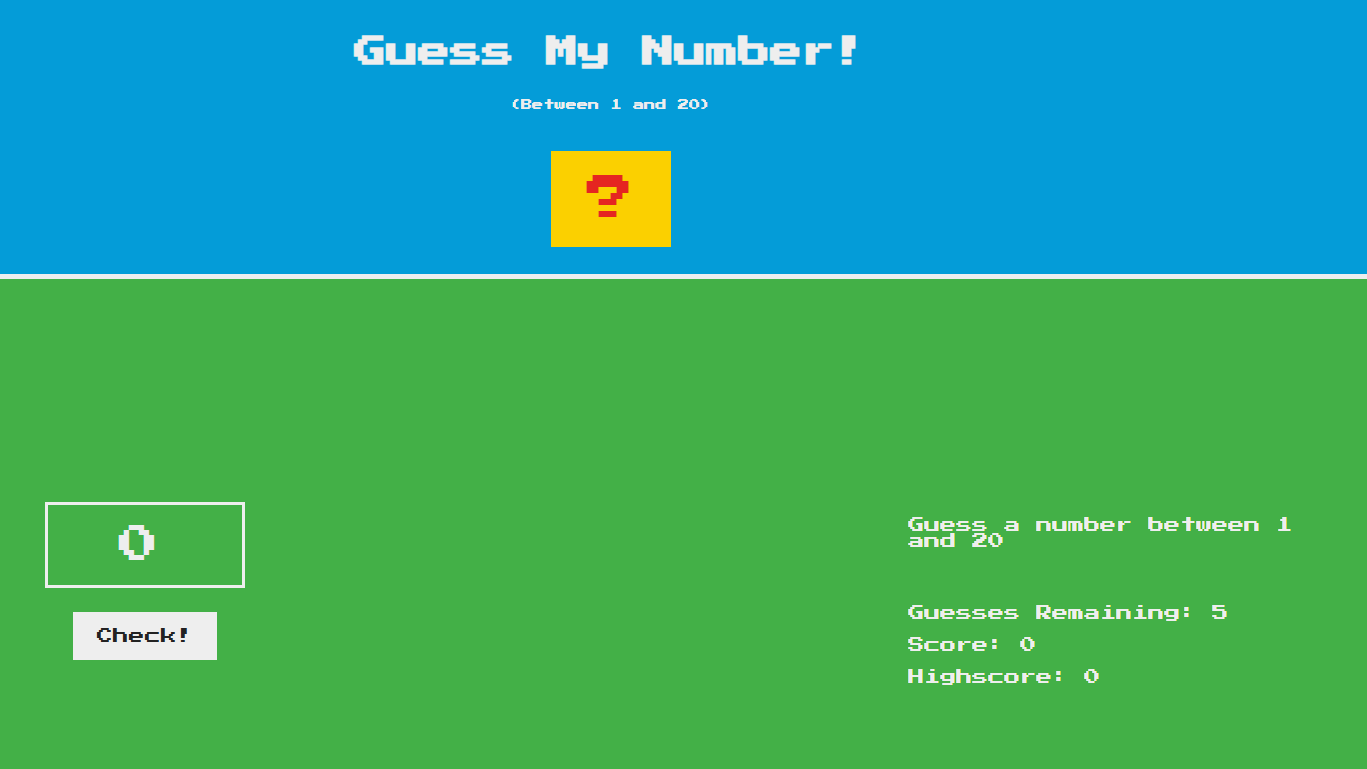 Guess My Number!
(Between 1 and 20)
?
0
Check!
Guess a number between 1
and 20
Guesses Remaining: 5
Score: 0
Highscore: 0